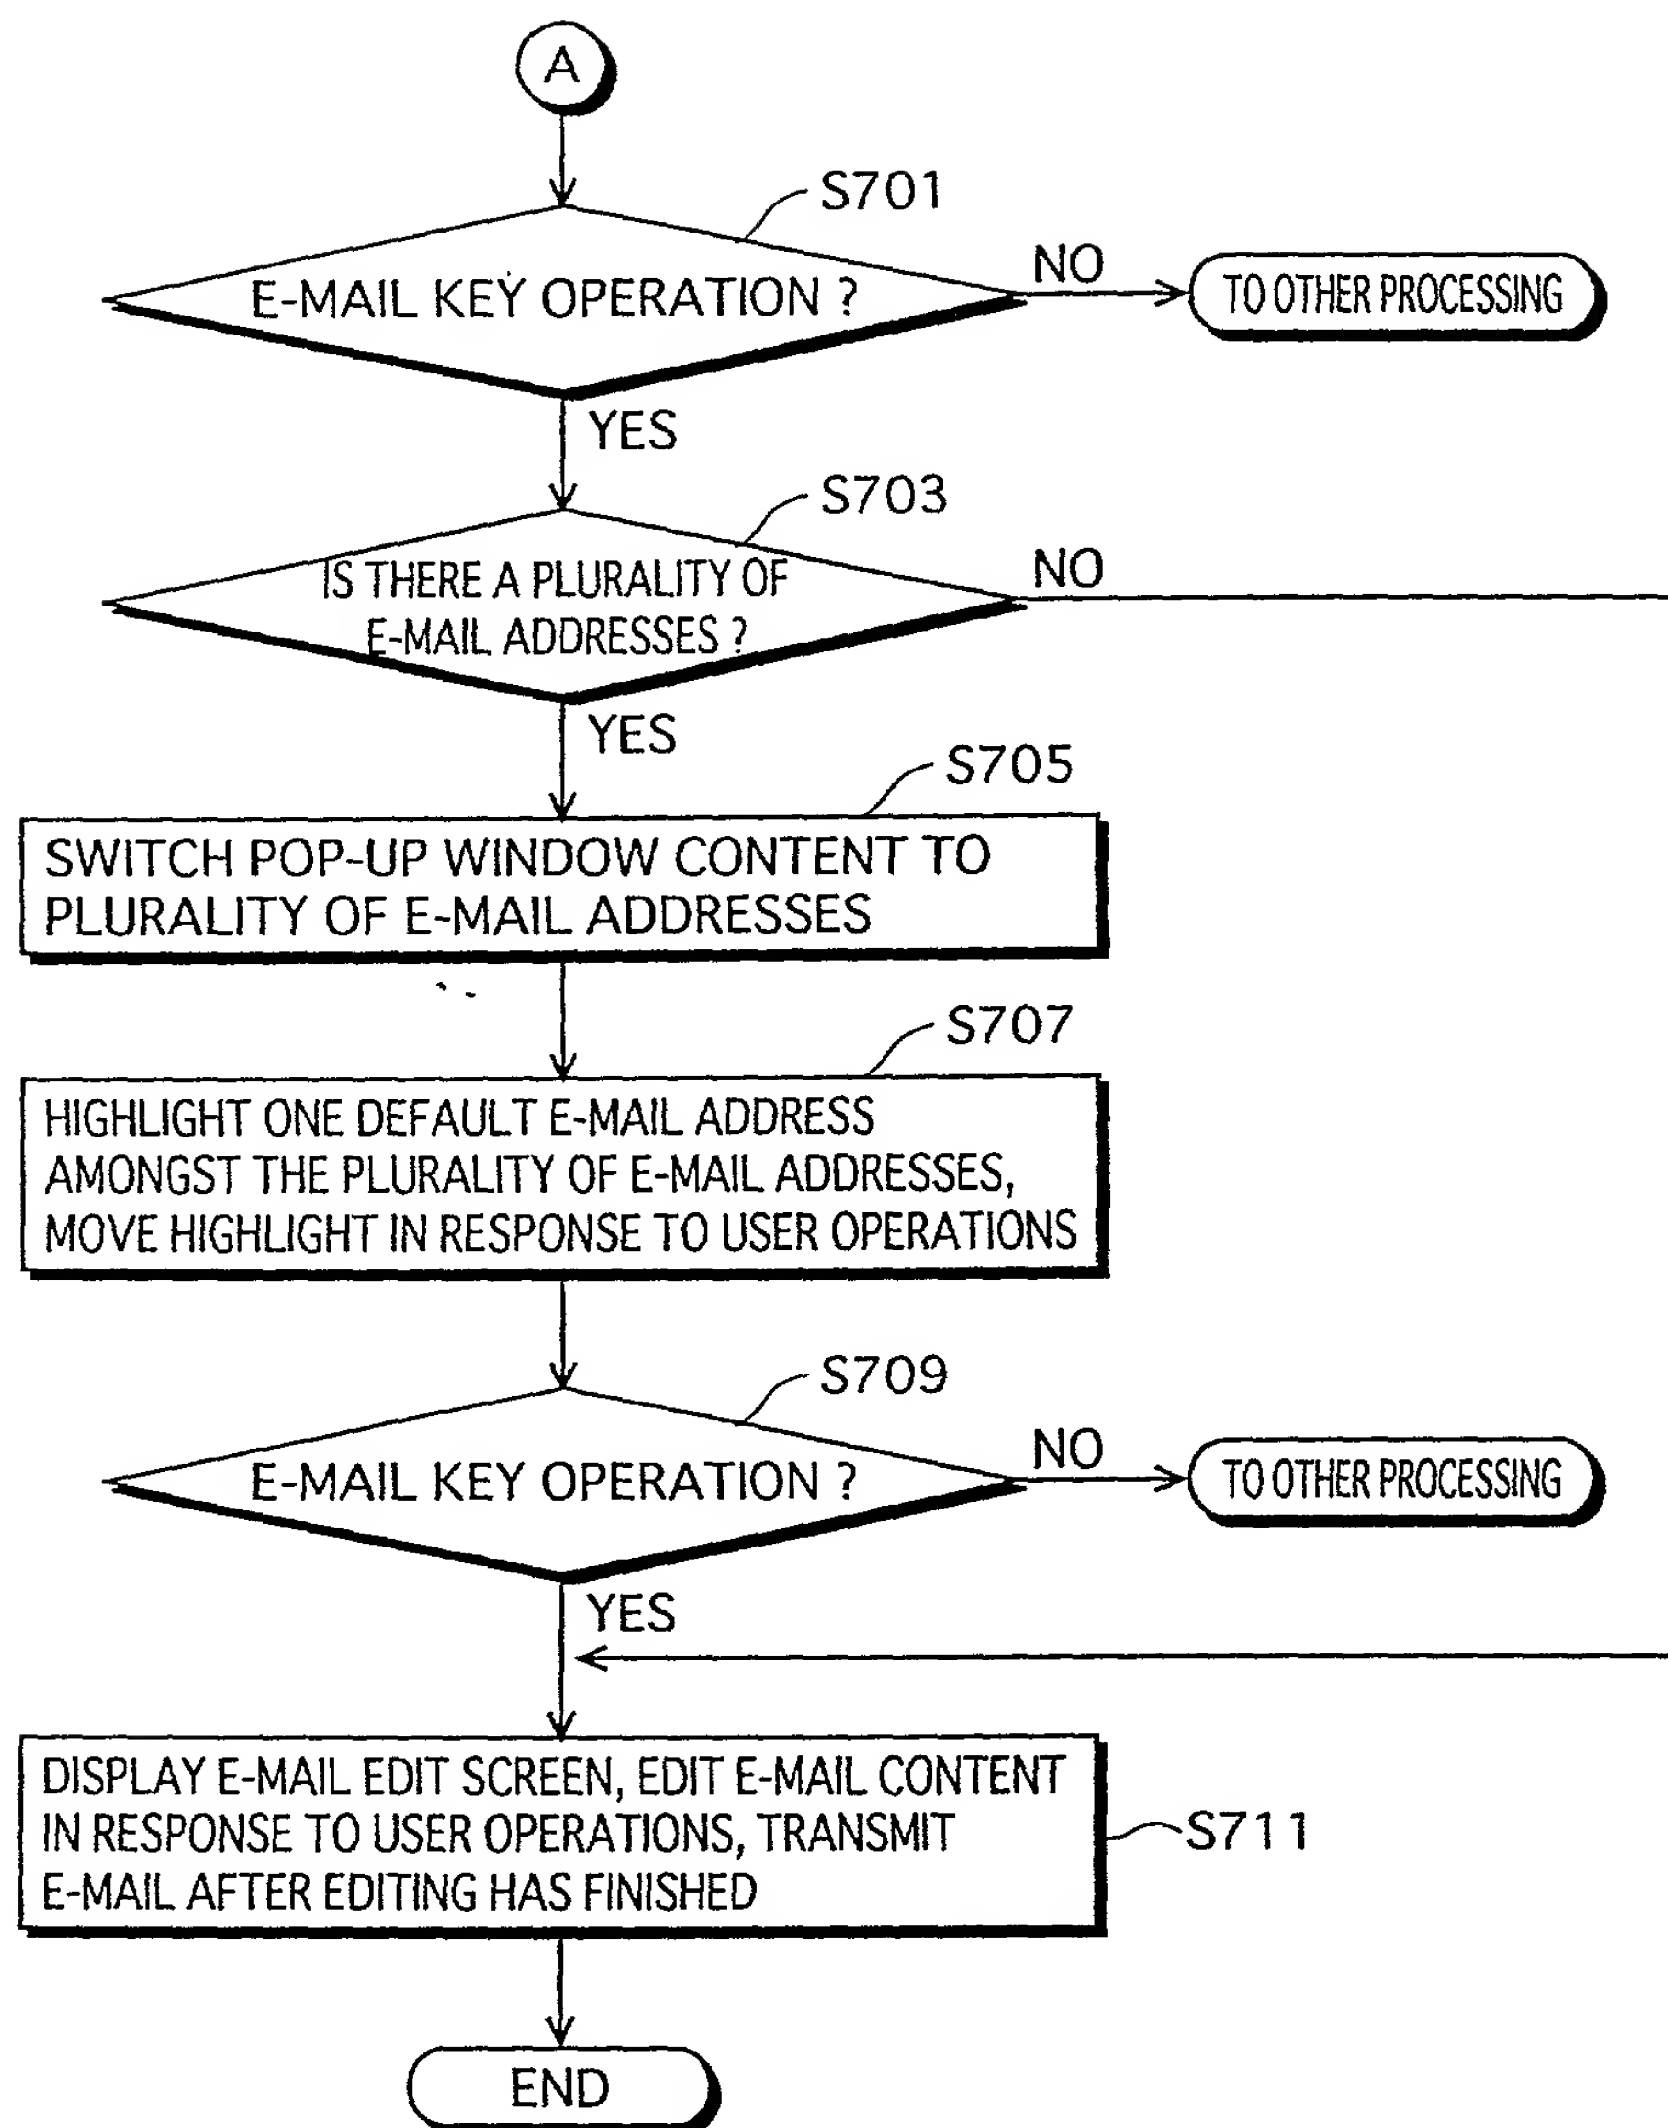 A
S701
E-MAIL KEY OPERATION ?
NO
TO OTHER PROCESSING
YES
S703
IS THERE A PLURALITY OF
E-MAIL ADDRESSES ?
NO
YES
S705
SWITCH POP-UP WINDOW CONTENT TO
PLURALITY OF E-MAIL ADDRESSES
S707
HIGHLIGHT ONE DEFAULT E-MAIL ADDRESS
AMONGST THE PLURALITY OF E-MAIL ADDRESSES,
MOVE HIGHLIGHT IN RESPONSE TO USER OPERATIONS
S709
E-MAIL KEY OPERATION ?
NO
TO OTHER PROCESSING
YES
DISPLAY E-MAIL EDIT SCREEN, EDIT E-MAIL CONTENT
IN RESPONSE TO USER OPERATIONS, TRANSMIT
E-MAIL AFTER EDITING HAS FINISHED
S711
END